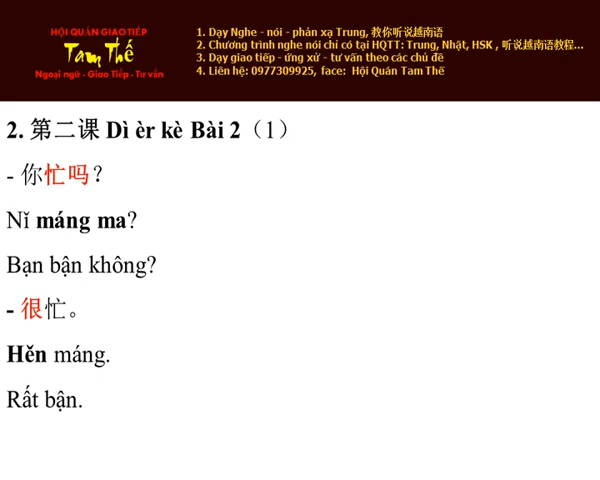 HỘI QUÁN GIAO TIẾP
Tam Thế
Ngoại ngữ - Giao Tiếp - Tư vấn
1. Dạy Nghe - nói - phản xạ Trung, 教你听说越南语
2. Chương trình nghe nói chỉ có tại HQTT: Trung, Nhật, HSK , 听说越南语教程...
3. Dạy giao tiếp - ứng xử - tư vấn theo các chủ đề
4. Liên hệ: 0977309925, face: Hội Quán Tam Thế
2. 第二课 Dì èr kè Bài 2（1）
- 你忙吗?
Nǐ máng ma?
Bạn bận không?
- 很忙。
Hěn máng.
Rất bận.